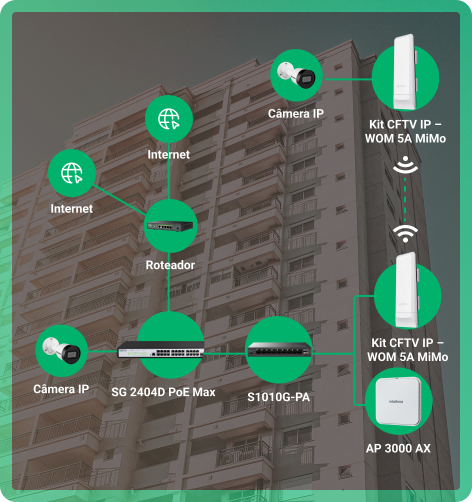 Câmera IP
Kit CFTV IP –
WOM 5A MiMo
Internet
Internet
Roteador
Kit CFTV IP –
WOM 5A MiMo
Câmera IP
SG 2404D PoE Max
S1010G-PA
AP 3000 AX